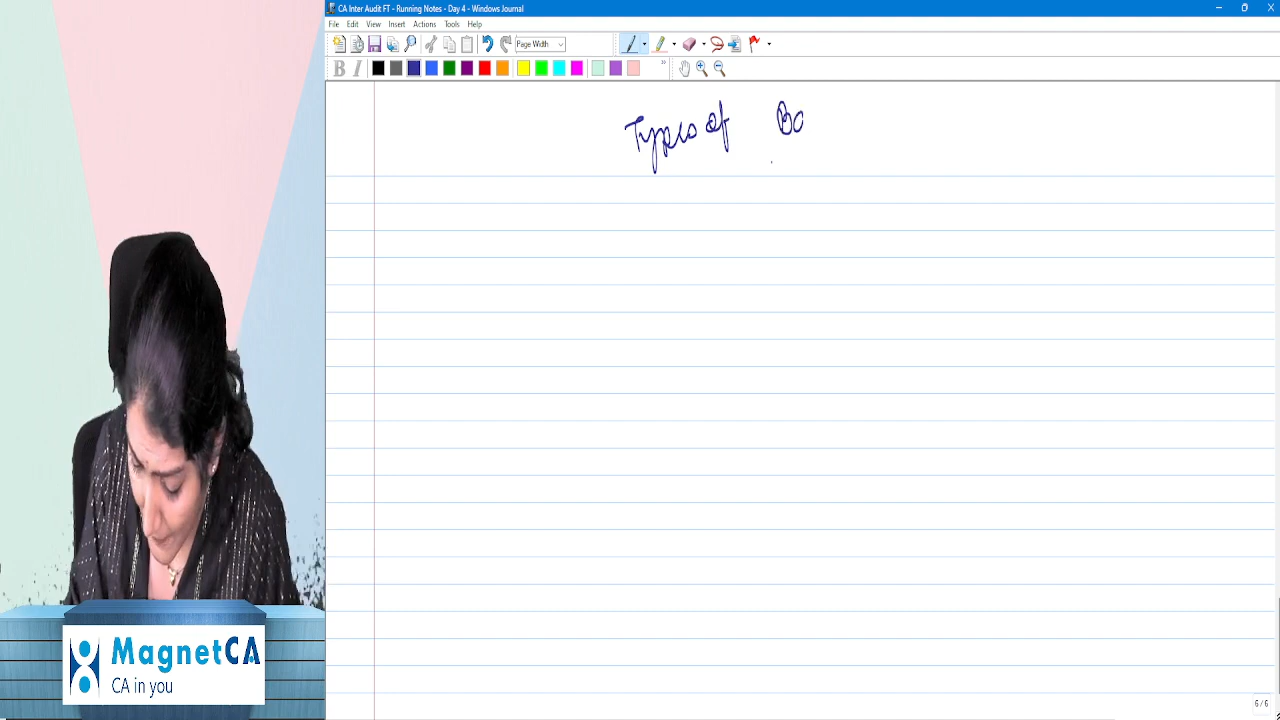 CA Inter Audit FT - Running Notes - Day 4 - Windows Journal
File Edit View Insert Actions Tools Help
Page Width
B I
Types of Bo
MagnetCA
CA in you
6 / 6